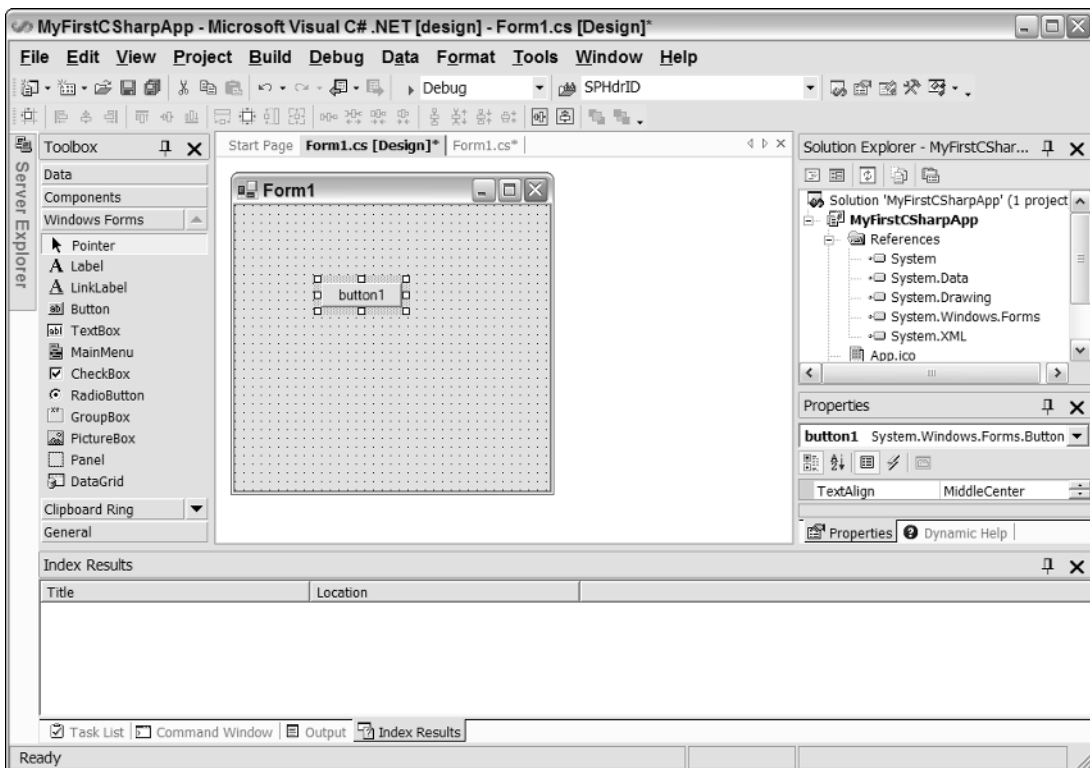 MyFirstCSharpApp - Microsoft Visual C# .NET [design] - Form1.cs [Design]*
File Edit View Project Build Debug Data Format Tools Window Help
Debug SPHdrID
Server Explorer
Toolbox
Data
Components
Windows Forms
Pointer
A Label
A LinkLabel
ab Button
abl TextBox
MainMenu
CheckBox
RadioButton
XY GroupBox
PictureBox
Panel
DataGrid
Clipboard Ring
General
Start Page Form1.cs [Design]* Form1.cs*
Form1
button1
Solution Explorer - MyFirstCShar...
Solution 'MyFirstCSharpApp' (1 project
MyFirstCSharpApp
References
System
System.Data
System.Drawing
System.Windows.Forms
System.XML
App.ico
Properties
button1 System.Windows.Forms.Button
TextAlign MiddleCenter
Properties Dynamic Help
Index Results
Title Location
Task List Command Window Output Index Results
Ready